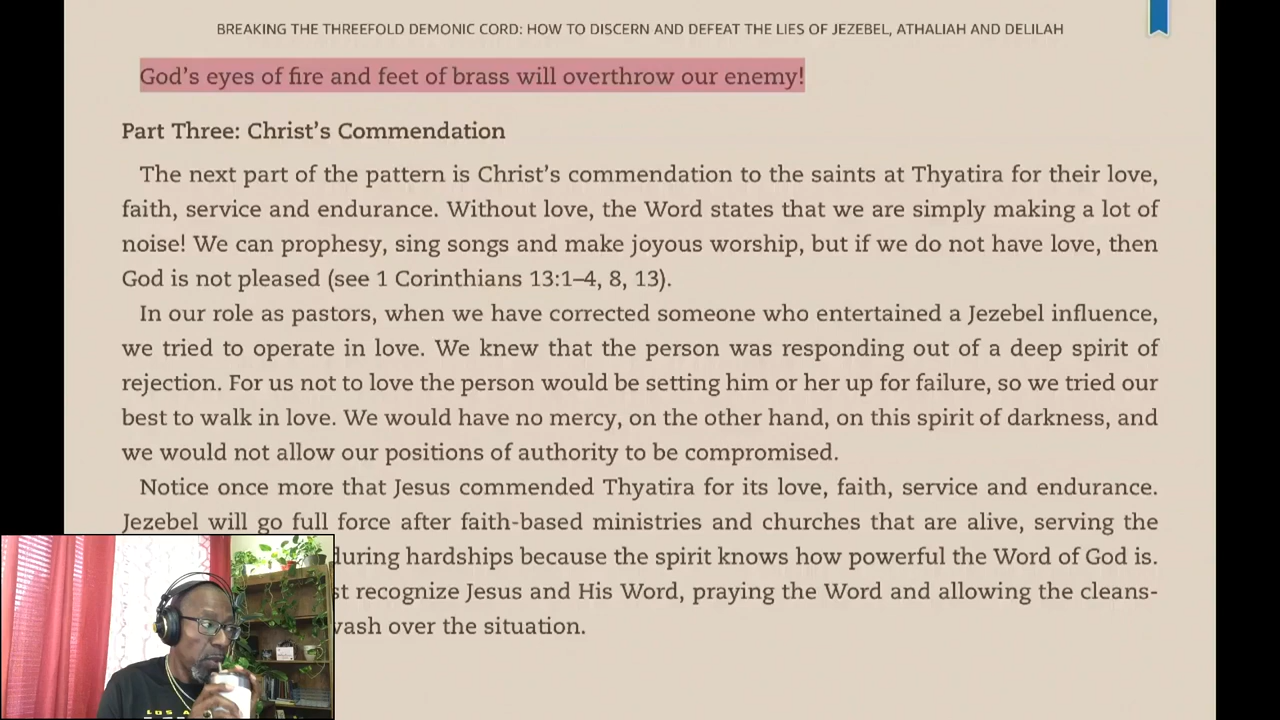 BREAKING THE THREEFOLD DEMONIC CORD: HOW TO DISCERN AND DEFEAT THE LIES OF JEZEBEL, ATHALIAH AND DELILAH
God's eyes of fire and feet of brass will overthrow our enemy!
Part Three: Christ's Commendation
The next part of the pattern is Christ's commendation to the saints at Thyatira for their love,
faith, service and endurance. Without love, the Word states that we are simply making a lot of
noise! We can prophesy, sing songs and make joyous worship, but if we do not have love, then
God is not pleased (see 1 Corinthians 13:1–4, 8, 13).
In our role as pastors, when we have corrected someone who entertained a Jezebel influence,
we tried to operate in love. We knew that the person was responding out of a deep spirit of
rejection. For us not to love the person would be setting him or her up for failure, so we tried our
best to walk in love. We would have no mercy, on the other hand, on this spirit of darkness, and
we would not allow our positions of authority to be compromised.
Notice once more that Jesus commended Thyatira for its love, faith, service and endurance.
Jezebel will go full force after faith-based ministries and churches that are alive, serving the
during hardships because the spirit knows how powerful the Word of God is.
st recognize Jesus and His Word, praying the Word and allowing the cleans-
wash over the situation.
LOS A